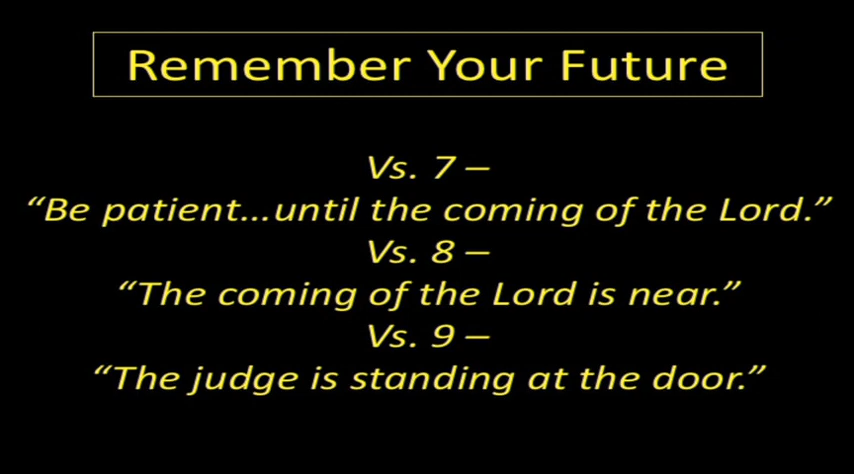 Remember Your Future
Vs. 7 –
“Be patient...until the coming of the Lord.”
Vs. 8 –
“The coming of the Lord is near.”
Vs. 9 –
“The judge is standing at the door.”